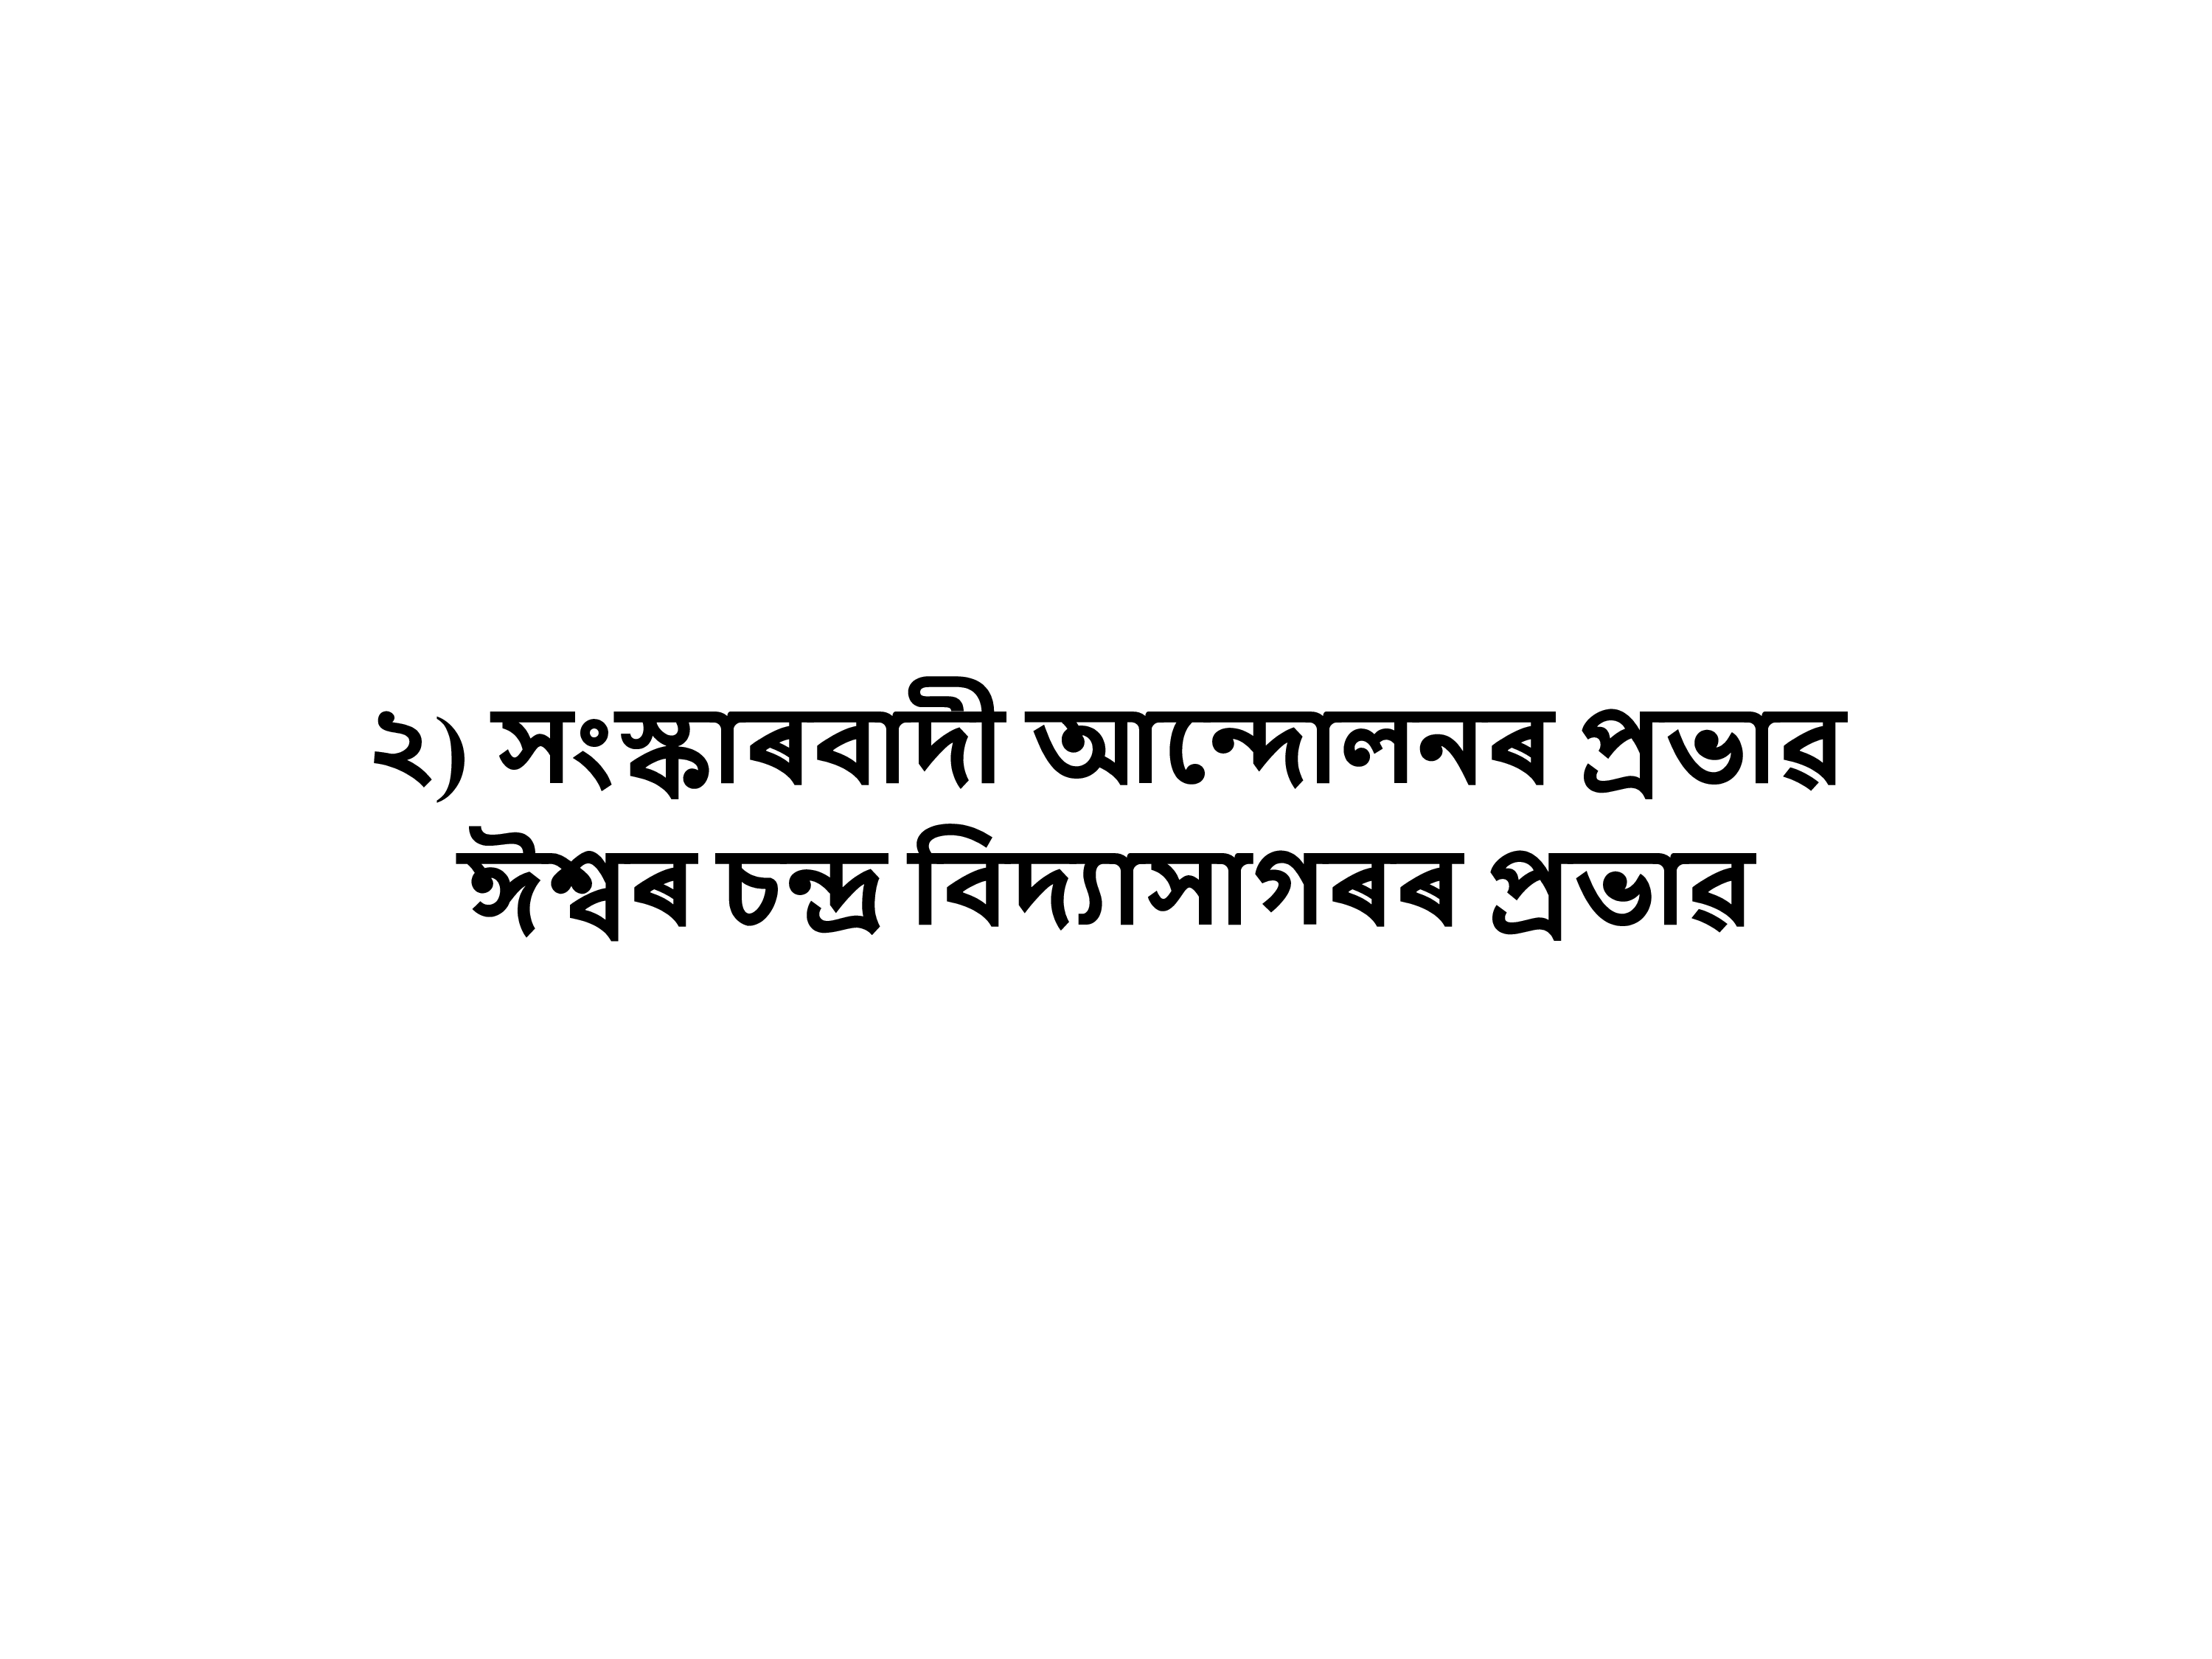 ২) সংস্কাৰবাদী আন্দোলনৰ প্ৰভাৱ
ঈশ্বৰ চন্দ্ৰ বিদ্যাসাগৰৰ প্ৰভাৱ